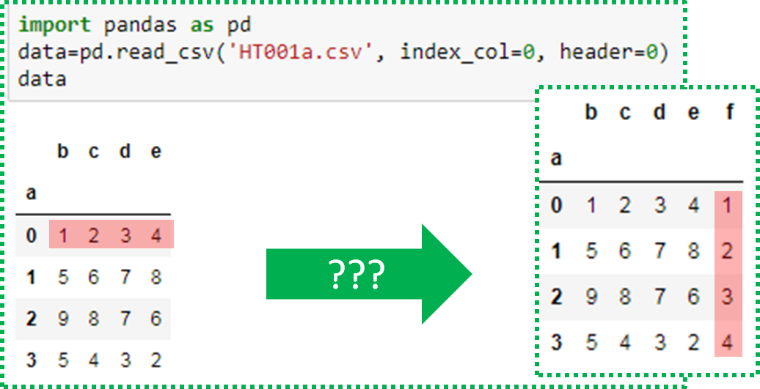 import pandas as pd
data=pd.read_csv('HT001a.csv', index_col=0, header=0)
data
b c d e
a
0 1 2 3 4
1 5 6 7 8
2 9 8 7 6
3 5 4 3 2
???
b c d e f
a
0 1 2 3 4 1
1 5 6 7 8 2
2 9 8 7 6 3
3 5 4 3 2 4